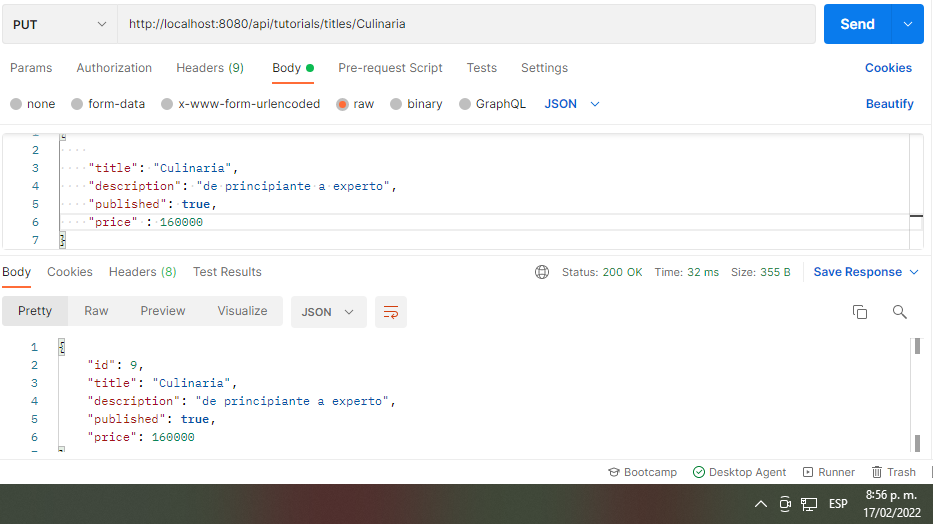 PUT http://localhost:8080/api/tutorials/titles/Culinaria Send
Params Authorization Headers (9) Body Pre-request Script Tests Settings Cookies
none form-data x-www-form-urlencoded raw binary GraphQL JSON Beautify
2
3 "title": "Culinaria",
4 "description": "de principiante a experto",
5 "published": true,
6 "price" : 160000
7 }
Body Cookies Headers (8) Test Results Status: 200 OK Time: 32 ms Size: 355 B Save Response
Pretty Raw Preview Visualize JSON
1 {
2 "id": 9,
3 "title": "Culinaria",
4 "description": "de principiante a experto",
5 "published": true,
6 "price": 160000
Bootcamp Desktop Agent Runner Trash
ESP 8:56 p. m.
17/02/2022